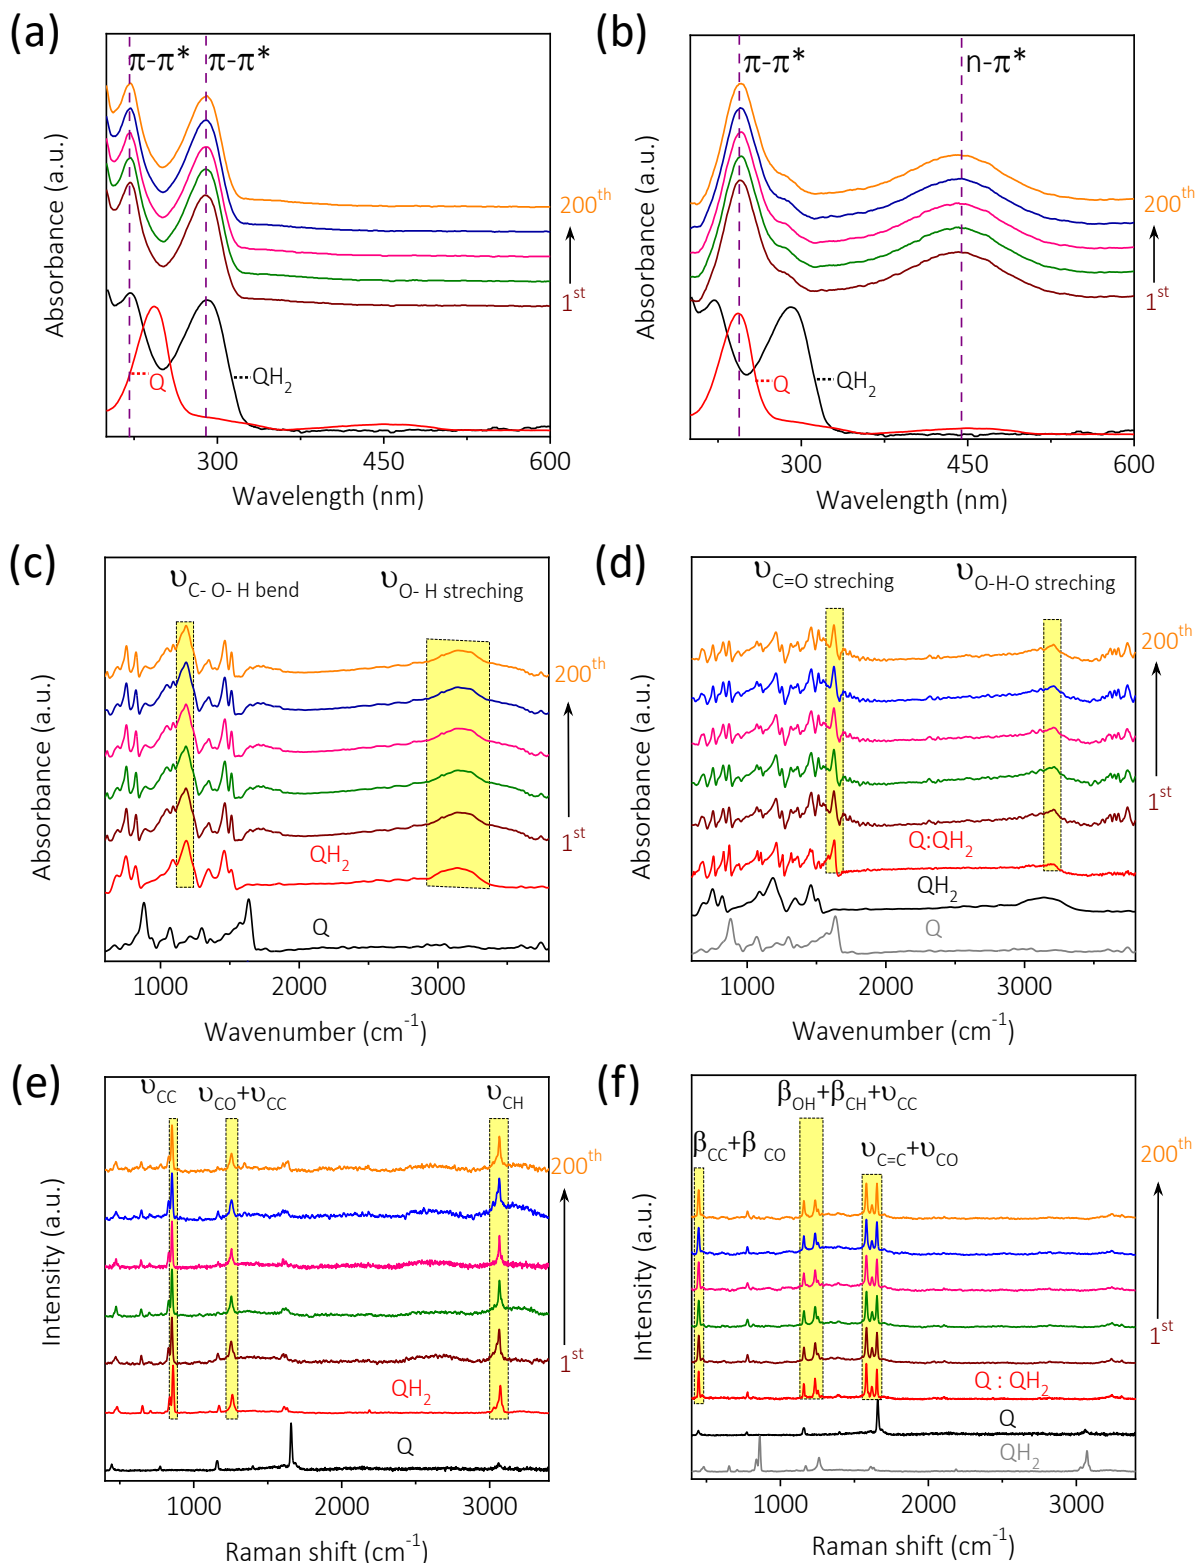 (a)
π-π* π-π*
Absorbance (a.u.)
200th
1st
Q
QH2
300 450 600
Wavelength (nm)
(b)
π-π* n-π*
Absorbance (a.u.)
200th
1st
Q
QH2
300 450 600
Wavelength (nm)
(c)
υC-O-H bend υO-H streching
Absorbance (a.u.)
200th
1st
QH2
Q
1000 2000 3000
Wavenumber (cm-1)
(d)
υC=O streching υO-H-O streching
Absorbance (a.u.)
200th
1st
Q:QH2
QH2
Q
1000 2000 3000
Wavenumber (cm-1)
(e)
υCC υCO+υCC υCH
Intensity (a.u.)
200th
1st
QH2
Q
1000 2000 3000
Raman shift (cm-1)
(f)
βOH+βCH+υCC
βCC+β CO υC=C+υCO
Intensity (a.u.)
200th
1st
Q : QH2
Q
QH2
1000 2000 3000
Raman shift (cm-1)